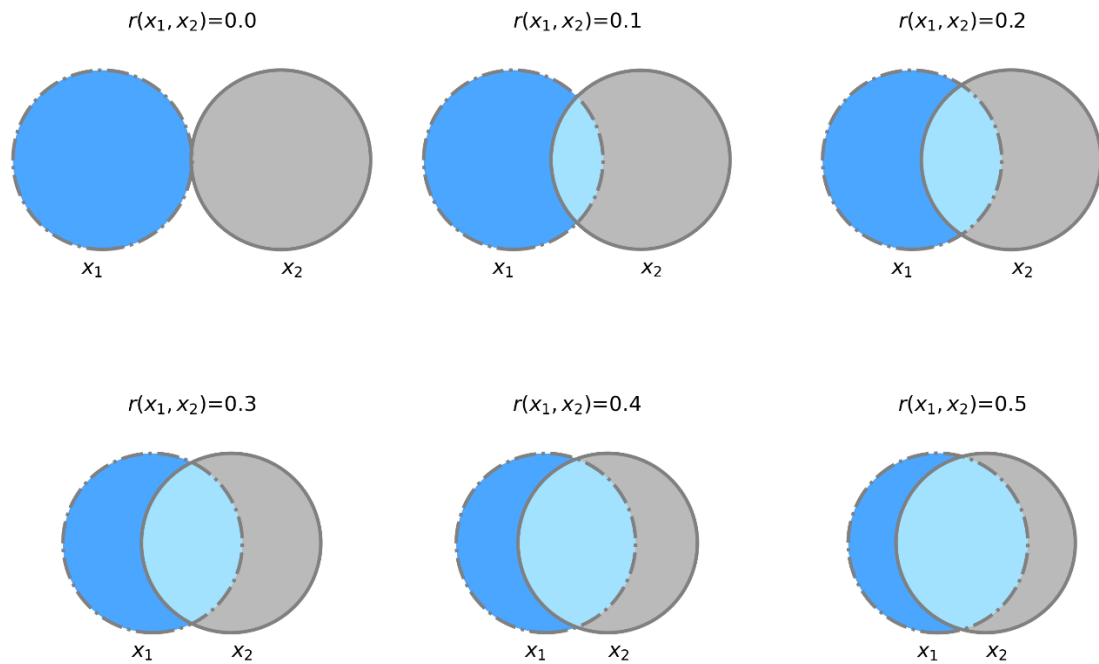 r(x₁, x₂)=0.0
r(x₁, x₂)=0.1
r(x₁, x₂)=0.2
x₁ x₂
x₁ x₂
x₁ x₂
r(x₁, x₂)=0.3
r(x₁, x₂)=0.4
r(x₁, x₂)=0.5
x₁ x₂
x₁ x₂
x₁ x₂